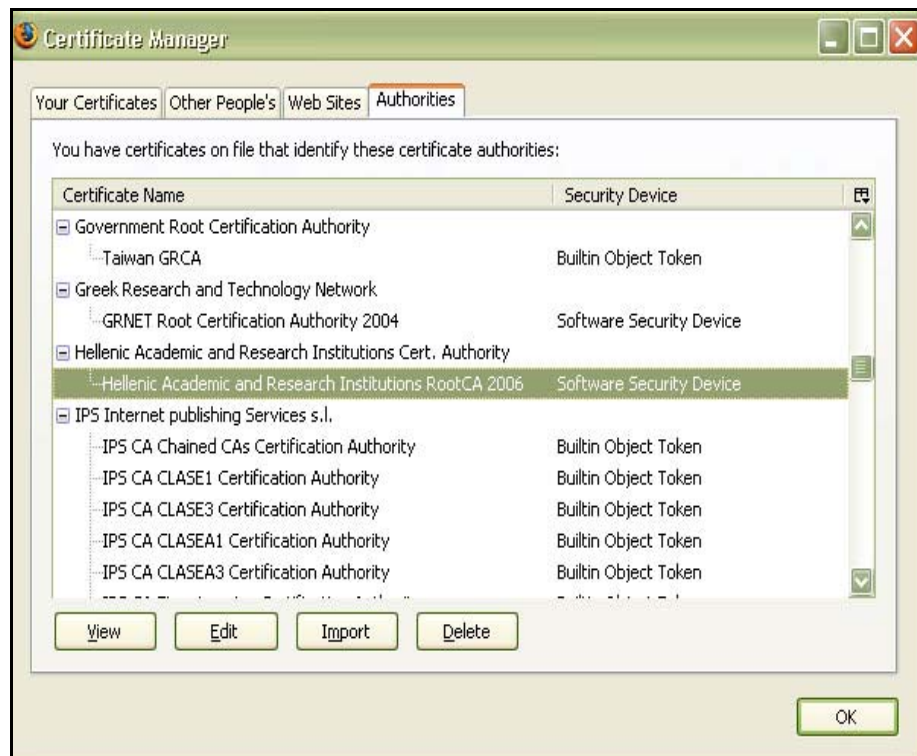 Certificate Manager
Your Certificates Other People's Web Sites Authorities
You have certificates on file that identify these certificate authorities:
Certificate Name Security Device
Government Root Certification Authority
Taiwan GRCA Builtin Object Token
Greek Research and Technology Network
GRNET Root Certification Authority 2004 Software Security Device
Hellenic Academic and Research Institutions Cert. Authority
Hellenic Academic and Research Institutions RootCA 2006 Software Security Device
IPS Internet publishing Services s.l.
IPS CA Chained CAs Certification Authority Builtin Object Token
IPS CA CLASE1 Certification Authority Builtin Object Token
IPS CA CLASE3 Certification Authority Builtin Object Token
IPS CA CLASEA1 Certification Authority Builtin Object Token
IPS CA CLASEA3 Certification Authority Builtin Object Token
View Edit Import Delete
OK